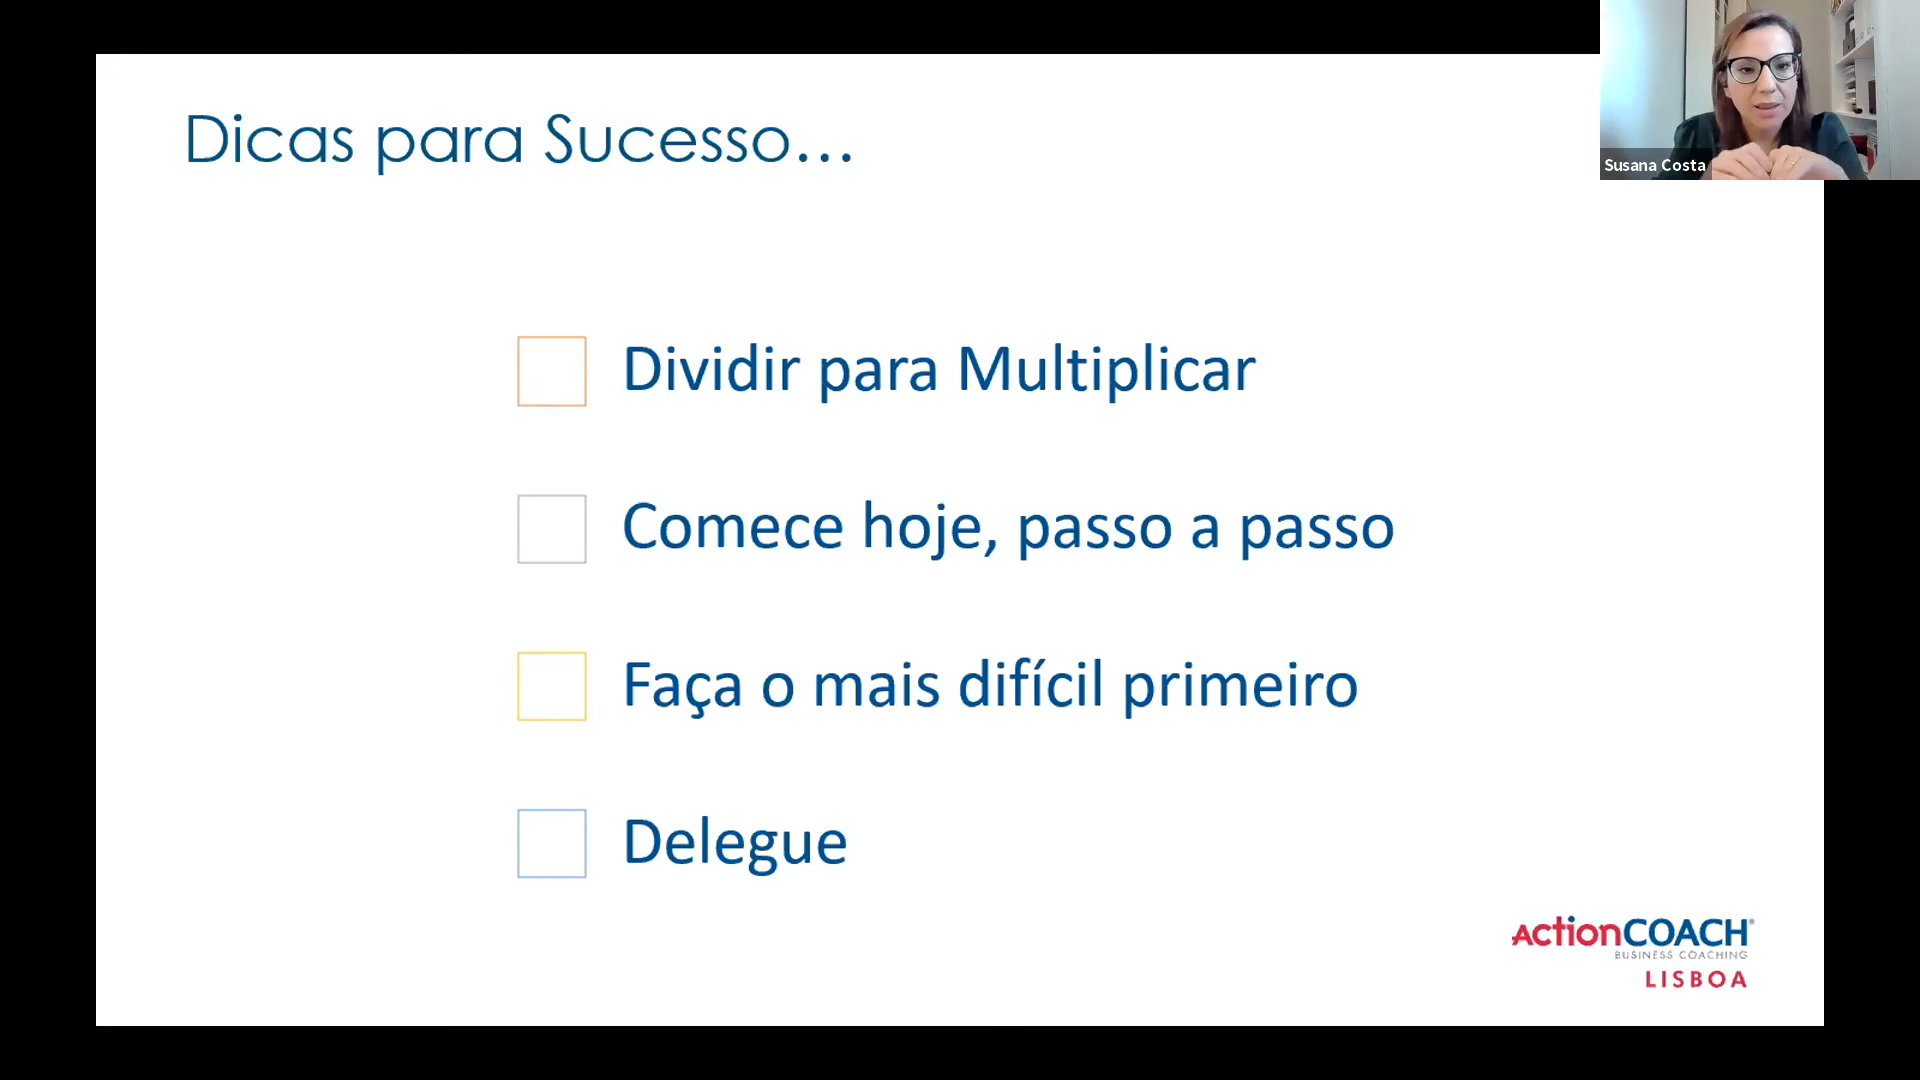 Dicas para Sucesso...
Susana Costa
Dividir para Multiplicar
Comece hoje, passo a passo
Faça o mais difícil primeiro
Delegue
ActionCOACH®
BUSINESS COACHING
LISBOA